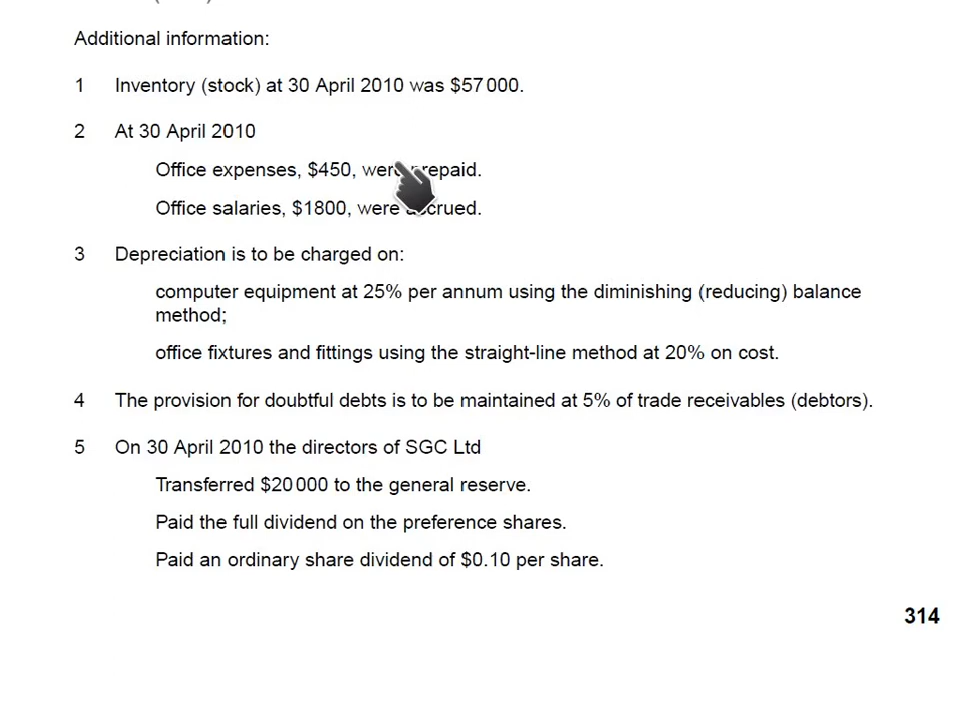 Additional information:
1 Inventory (stock) at 30 April 2010 was $57 000.
2 At 30 April 2010
Office expenses, $450, were prepaid.
Office salaries, $1800, were accrued.
3 Depreciation is to be charged on:
computer equipment at 25% per annum using the diminishing (reducing) balance
method;
office fixtures and fittings using the straight-line method at 20% on cost.
4 The provision for doubtful debts is to be maintained at 5% of trade receivables (debtors).
5 On 30 April 2010 the directors of SGC Ltd
Transferred $20 000 to the general reserve.
Paid the full dividend on the preference shares.
Paid an ordinary share dividend of $0.10 per share.
314